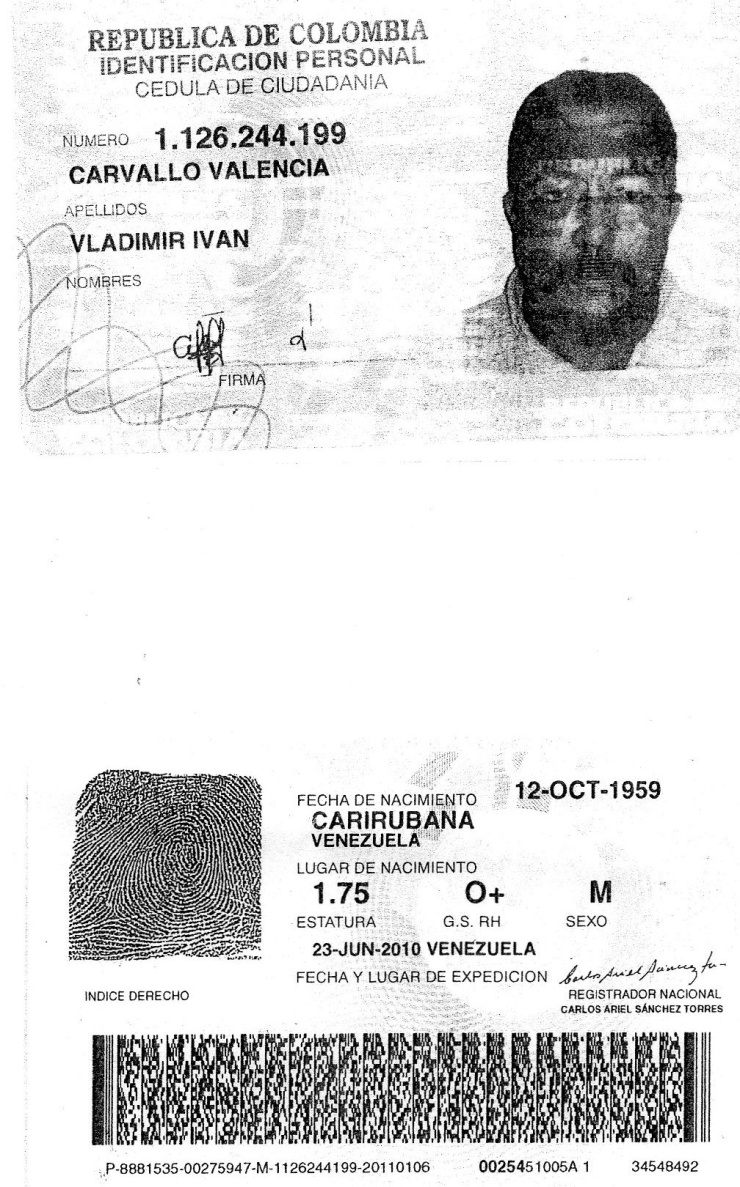 REPUBLICA DE COLOMBIA
IDENTIFICACION PERSONAL
CEDULA DE CIUDADANIA
NUMERO 1.126.244.199
CARVALLO VALENCIA
APELLIDOS
VLADIMIR IVAN
NOMBRES
FIRMA
FECHA DE NACIMIENTO 12-OCT-1959
CARIRUBANA
VENEZUELA
LUGAR DE NACIMIENTO
1.75 O+ M
ESTATURA G.S. RH SEXO
23-JUN-2010 VENEZUELA
FECHA Y LUGAR DE EXPEDICION
INDICE DERECHO
REGISTRADOR NACIONAL
CARLOS ARIEL SÁNCHEZ TORRES
P-8881535-00275947-M-1126244199-20110106 0025451005A 1 34548492